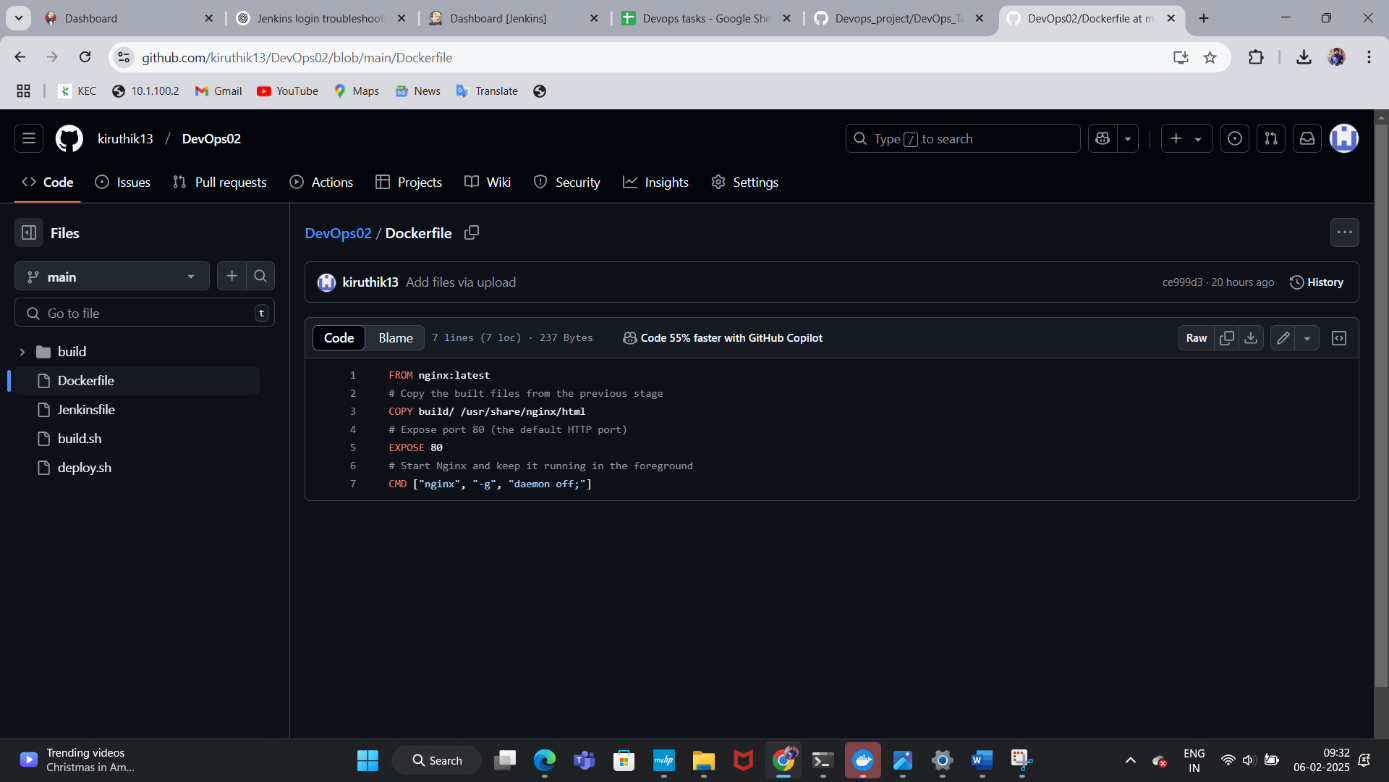 Dashboard
Jenkins login troubleshoot
Dashboard [Jenkins]
Devops tasks - Google She
Devops_project/DevOps_Ta
DevOps02/Dockerfile at m
github.com/kiruthik13/DevOps02/blob/main/Dockerfile
KEC
10.1.100.2
Gmail
YouTube
Maps
News
Translate
kiruthik13 / DevOps02
Type / to search
Code
Issues
Pull requests
Actions
Projects
Wiki
Security
Insights
Settings
Files
main
Go to file
t
build
Dockerfile
Jenkinsfile
build.sh
deploy.sh
DevOps02 / Dockerfile
kiruthik13 Add files via upload
ce999d3 · 20 hours ago
History
Code
Blame
7 lines (7 loc) · 237 Bytes
Code 55% faster with GitHub Copilot
Raw
1 FROM nginx:latest
2 # Copy the built files from the previous stage
3 COPY build/ /usr/share/nginx/html
4 # Expose port 80 (the default HTTP port)
5 EXPOSE 80
6 # Start Nginx and keep it running in the foreground
7 CMD ["nginx", "-g", "daemon off;"]
Trending videos
Christmas in Am...
Search
myhp
ENG
IN
09:32
06-02-2025